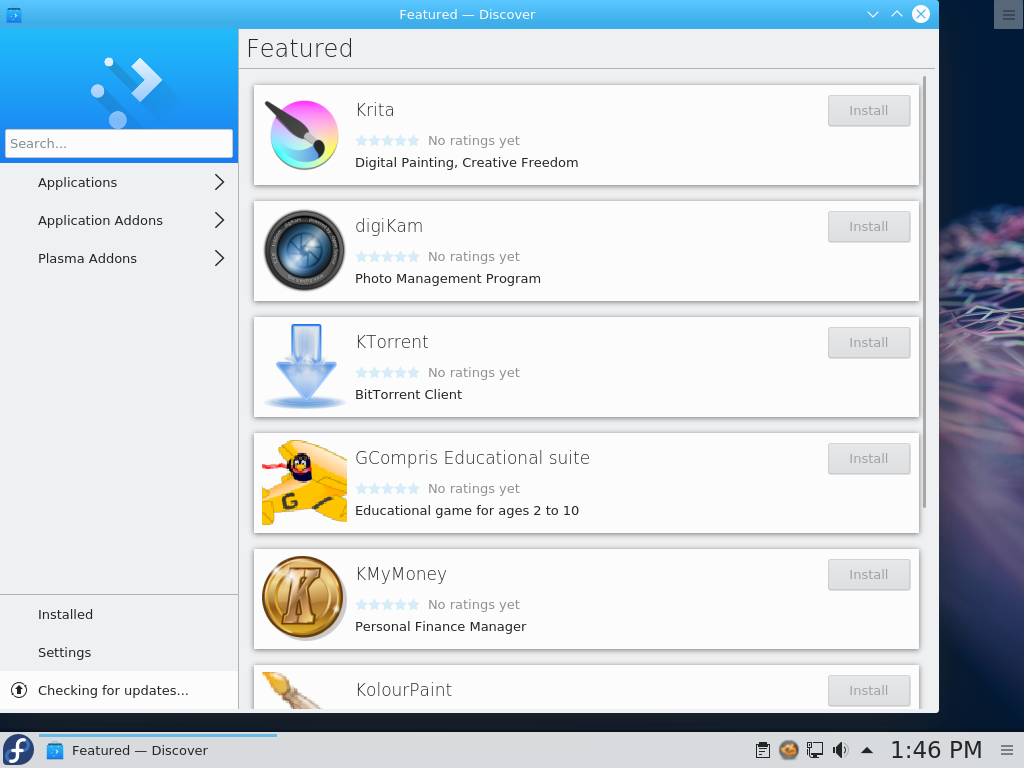 Featured — Discover
Featured
Search...
Applications
Application Addons
Plasma Addons
Krita
Install
No ratings yet
Digital Painting, Creative Freedom
digiKam
Install
No ratings yet
Photo Management Program
KTorrent
Install
No ratings yet
BitTorrent Client
GCompris Educational suite
Install
No ratings yet
Educational game for ages 2 to 10
G
KMyMoney
Install
No ratings yet
Personal Finance Manager
K
KolourPaint
Install
Installed
Settings
Checking for updates...
Featured — Discover
1:46 PM